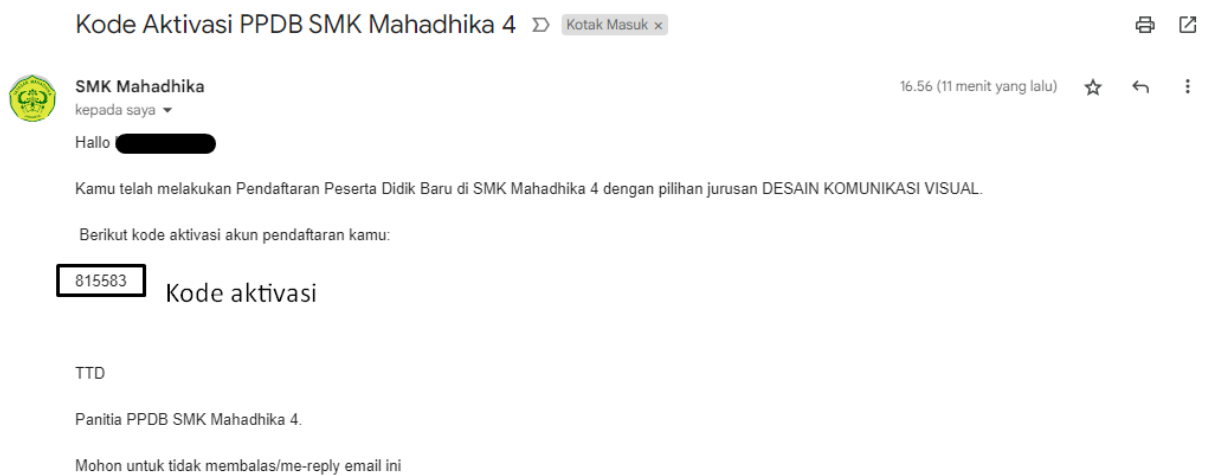 Kode Aktivasi PPDB SMK Mahadhika 4 Kotak Masuk ×
SMK Mahadhika 16.56 (11 menit yang lalu)
kepada saya
Hallo
Kamu telah melakukan Pendaftaran Peserta Didik Baru di SMK Mahadhika 4 dengan pilihan jurusan DESAIN KOMUNIKASI VISUAL.
Berikut kode aktivasi akun pendaftaran kamu:
815583 Kode aktivasi
TTD
Panitia PPDB SMK Mahadhika 4.
Mohon untuk tidak membalas/me-reply email ini